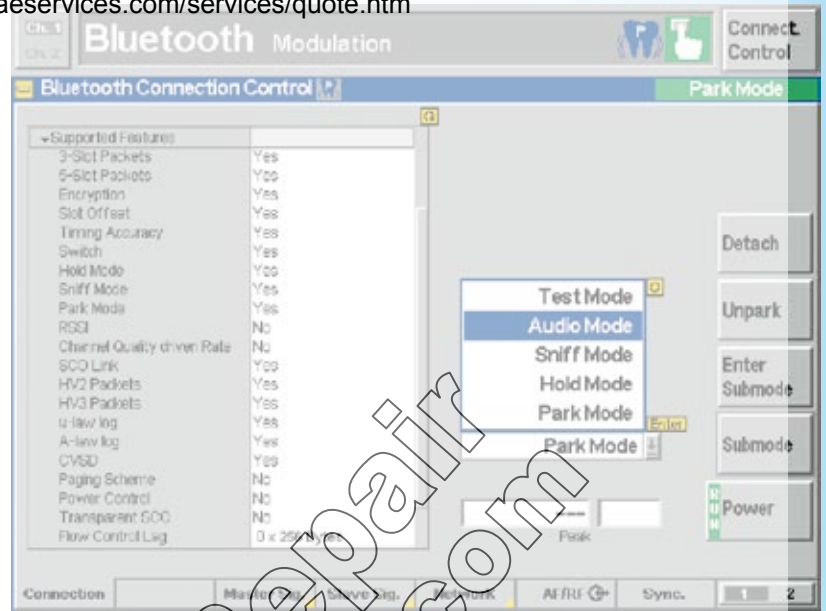 aeservices.com/services/quote.htm
Ch. 1
Ch. 2
Bluetooth Modulation
Connect
Control
Bluetooth Connection Control
Park Mode
Supported Features
3-Slot Packets Yes
5-Slot Packets Yes
Encryption Yes
Slot Offset Yes
Timing Accuracy Yes
Switch Yes
Hold Mode Yes
Sniff Mode Yes
Park Mode Yes
RSSI No
Channel Quality driven Rate No
SCO Link Yes
HV2 Packets Yes
HV3 Packets Yes
u-law log Yes
A-law log Yes
CVSD Yes
Paging Scheme No
Power Control No
Transparent SCO No
Flow Control Lag 0 x 256 Bytes
Test Mode
Audio Mode
Sniff Mode
Hold Mode
Park Mode
Enter
Park Mode
---
Peak
Detach
Unpark
Enter
Submode
Submode
RUN
Power
Connection
Master Sig.
Slave Sig.
Network
AF/RF
Sync.
1 2
repair
com